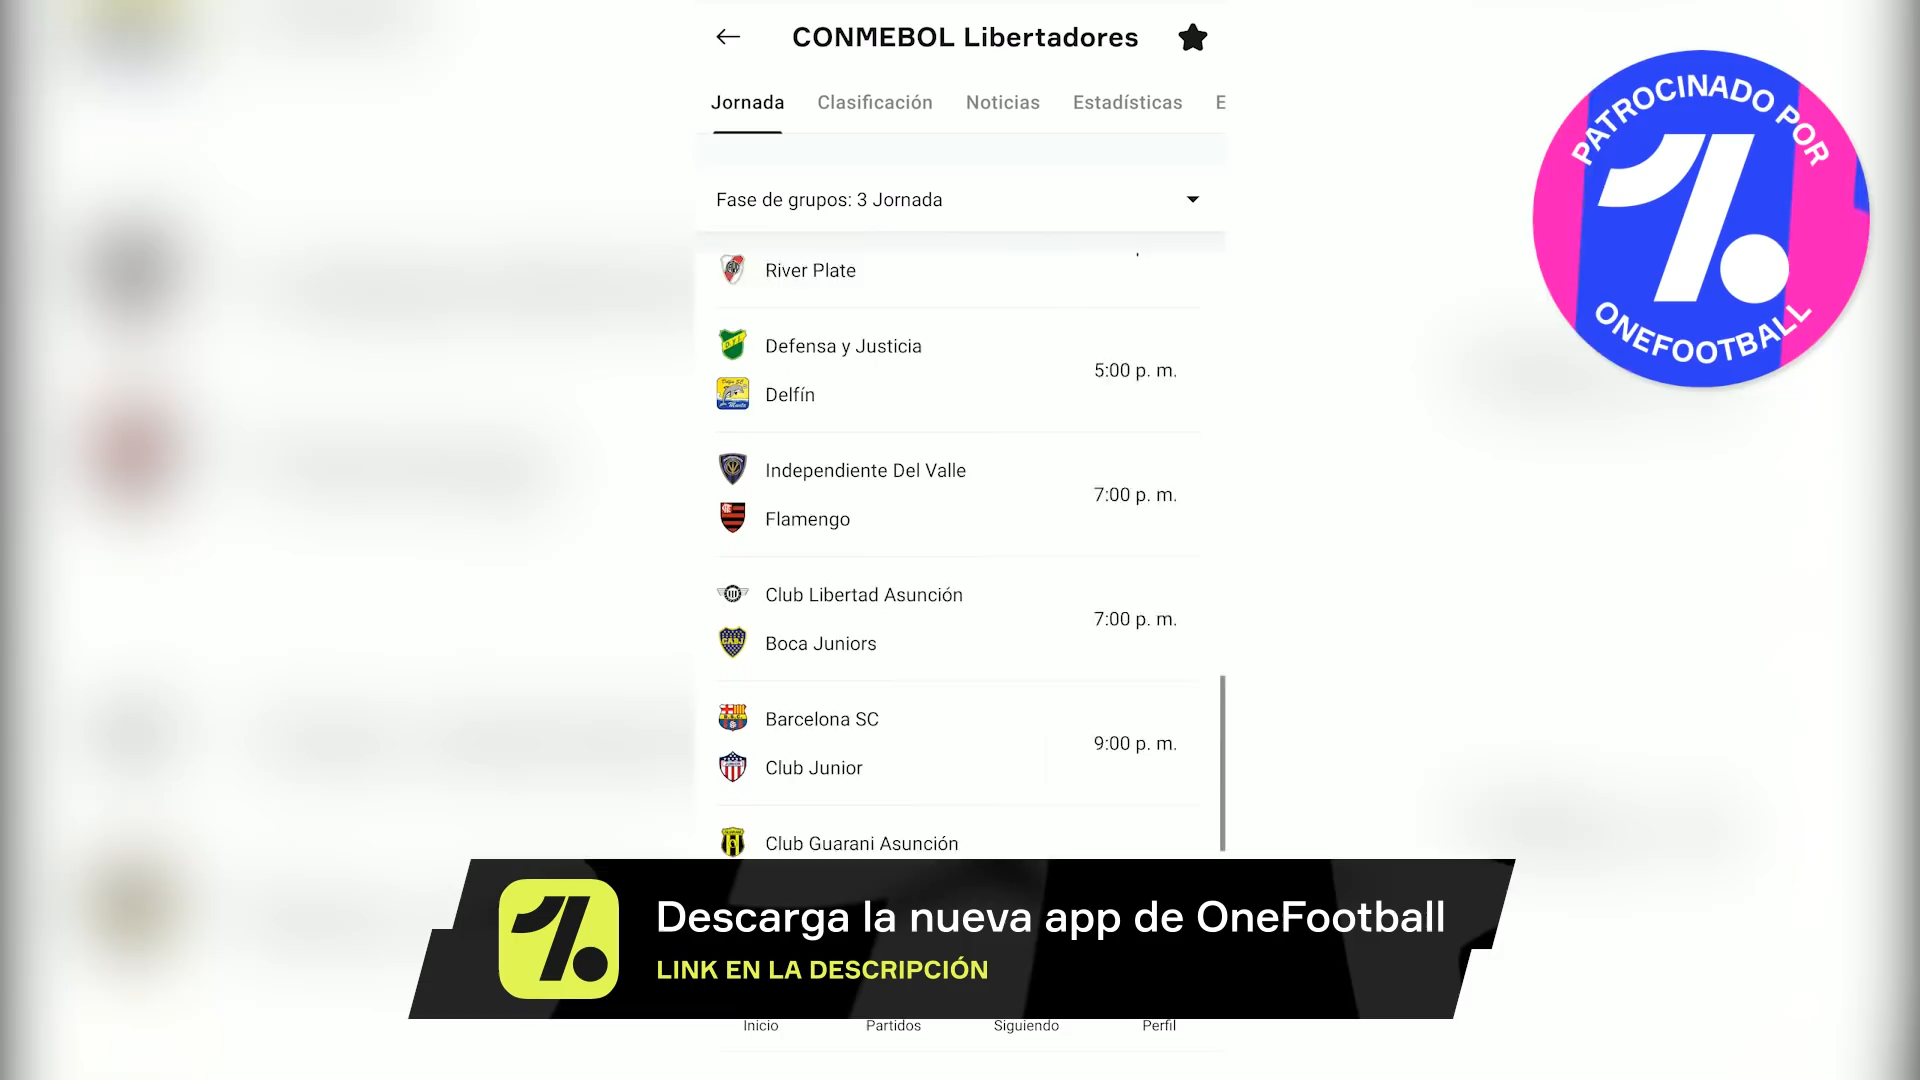 CONMEBOL Libertadores
Jornada Clasificación Noticias Estadísticas E
Fase de grupos: 3 Jornada
River Plate
Defensa y Justicia
5:00 p. m.
Delfín
Independiente Del Valle
7:00 p. m.
Flamengo
Club Libertad Asunción
7:00 p. m.
Boca Juniors
Barcelona SC
9:00 p. m.
Club Junior
Club Guarani Asunción
Descarga la nueva app de OneFootball
LINK EN LA DESCRIPCIÓN
Inicio Partidos Siguiendo Perfil
PATROCINADO POR
ONEFOOTBALL